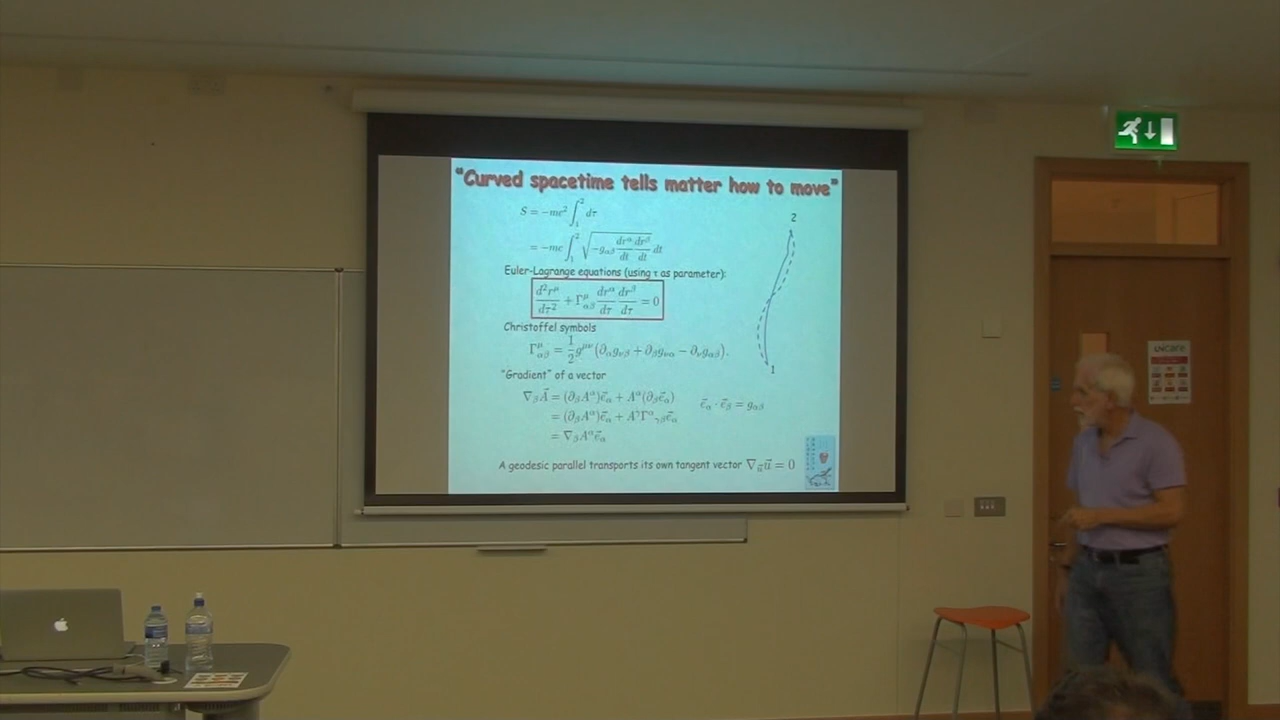 "Curved spacetime tells matter how to move"
S = −mc² ∫₁² dτ
= −mc ∫₁² √(−g_αβ dr^α/dt dr^β/dt) dt
Euler-Lagrange equations (using τ as parameter):
d²r^μ/dτ² + Γ^μ_αβ dr^α/dτ dr^β/dτ = 0
Christoffel symbols
Γ^μ_αβ = 1/2 g^μν (∂_α g_νβ + ∂_β g_να − ∂_ν g_αβ).
"Gradient" of a vector
∇_β A⃗ = (∂_β A^α)e⃗_α + A^α(∂_β e⃗_α)
= (∂_β A^α)e⃗_α + A^γ Γ^α_γβ e⃗_α
= ∇_β A^α e⃗_α
e⃗_α · e⃗_β = g_αβ
A geodesic parallel transports its own tangent vector ∇_u⃗ u⃗ = 0
2
1